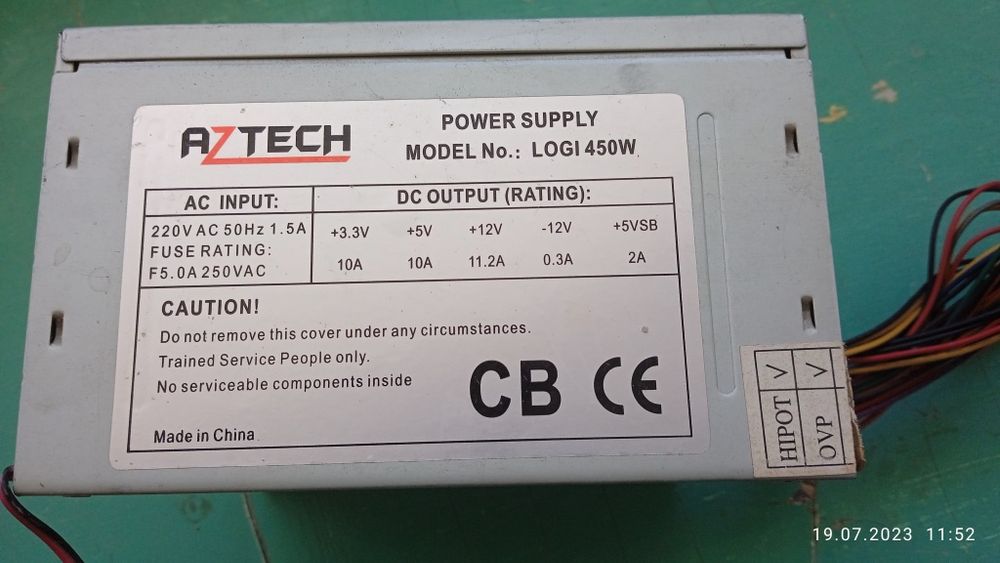 AZTECH
POWER SUPPLY
MODEL No.: LOGI 450W
AC INPUT:
220V AC 50Hz 1.5A
FUSE RATING:
F5.0A 250VAC
DC OUTPUT (RATING):
+3.3V +5V +12V -12V +5VSB
10A 10A 11.2A 0.3A 2A
CAUTION!
Do not remove this cover under any circumstances.
Trained Service People only.
No serviceable components inside
CB CE
Made in China
HIPOT √
OVP √
19.07.2023 11:52